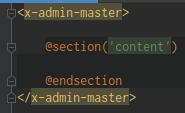 <x-admin-master>
@section('content')
@endsection
</x-admin-master>